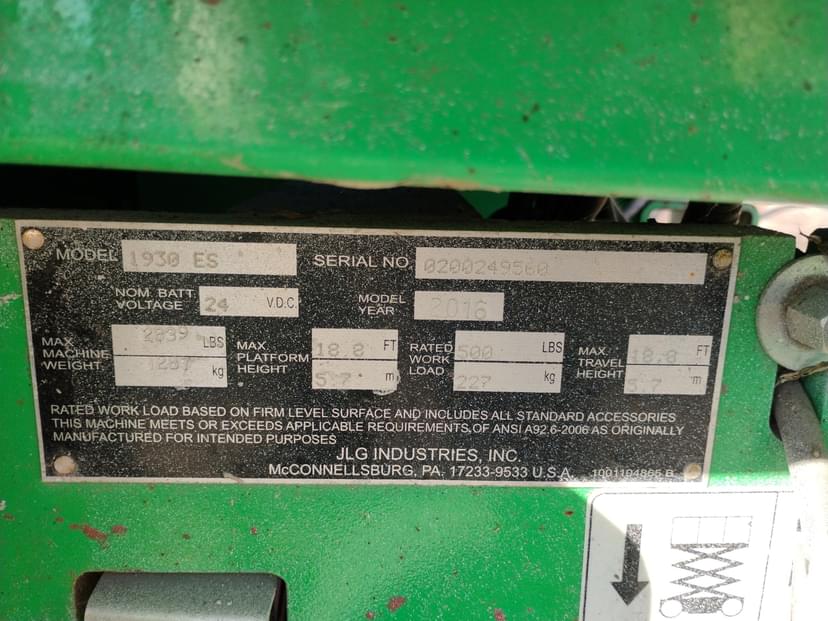 MODEL 1930 ES SERIAL NO 0200249560
NOM. BATT. VOLTAGE 24 V.D.C MODEL YEAR 2016
MAX. MACHINE WEIGHT 2839 LBS MAX. PLATFORM HEIGHT 18.8 FT RATED WORK LOAD 500 LBS MAX. TRAVEL HEIGHT 18.8 FT
1287 kg 5.7 m 227 kg 5.7 m
RATED WORK LOAD BASED ON FIRM LEVEL SURFACE AND INCLUDES ALL STANDARD ACCESSORIES
THIS MACHINE MEETS OR EXCEEDS APPLICABLE REQUIREMENTS, OF ANSI A92.6-2006 AS ORIGINALLY
MANUFACTURED FOR INTENDED PURPOSES
JLG INDUSTRIES, INC.
McCONNELLSBURG, PA. 17233-9533 U.S.A.